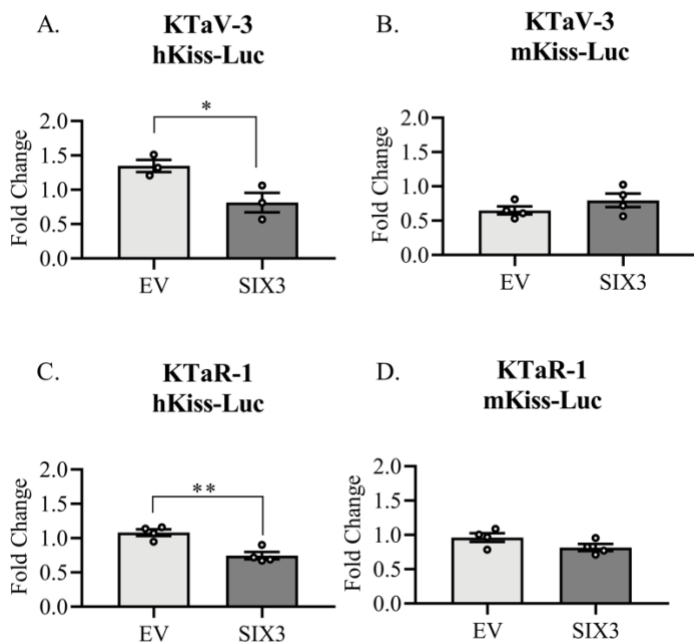 A.
KTaV-3
hKiss-Luc
Fold Change
2.0
1.5
1.0
0.5
0.0
*
EV
SIX3
B.
KTaV-3
mKiss-Luc
Fold Change
2.0
1.5
1.0
0.5
0.0
EV
SIX3
C.
KTaR-1
hKiss-Luc
Fold Change
2.0
1.5
1.0
0.5
0.0
**
EV
SIX3
D.
KTaR-1
mKiss-Luc
Fold Change
2.0
1.5
1.0
0.5
0.0
EV
SIX3